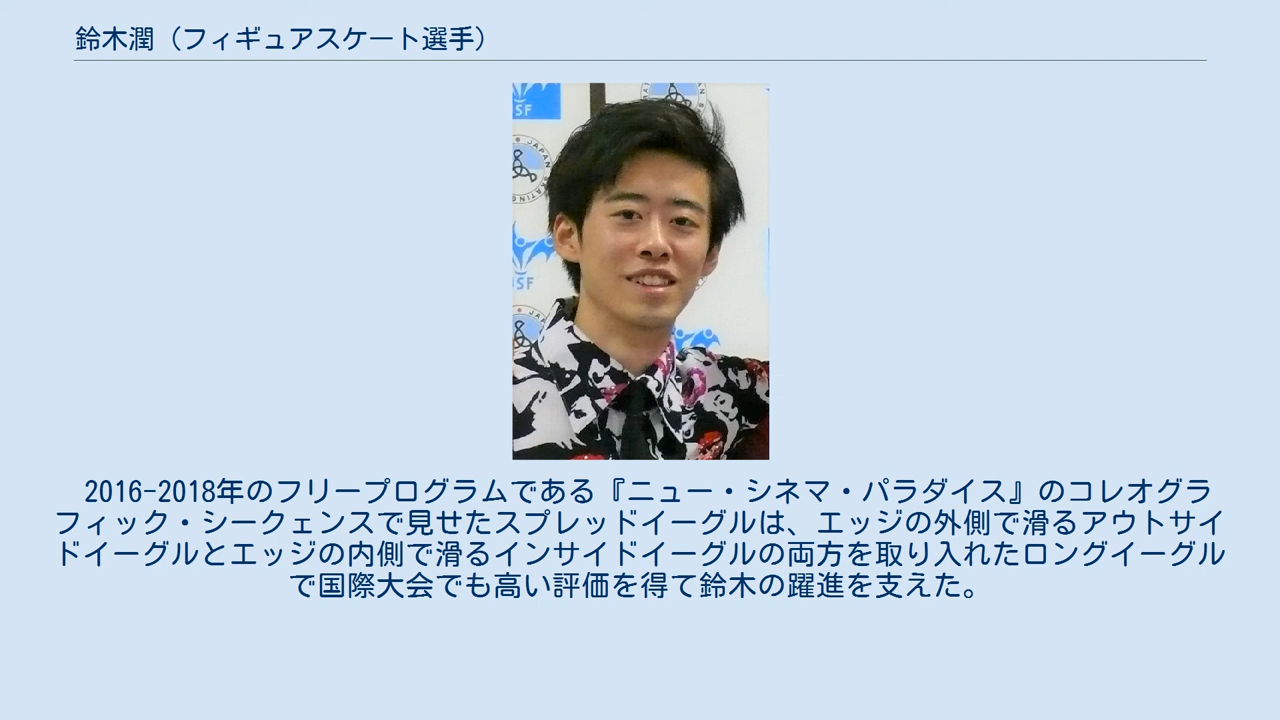 鈴木潤（フィギュアスケート選手）
SF
JAPAN
SKATING
SF
JAPAN
2016-2018年のフリープログラムである『ニュー・シネマ・パラダイス』のコレオグラ
フィック・シークェンスで見せたスプレッドイーグルは、エッジの外側で滑るアウトサイ
ドイーグルとエッジの内側で滑るインサイドイーグルの両方を取り入れたロングイーグル
で国際大会でも高い評価を得て鈴木の躍進を支えた。